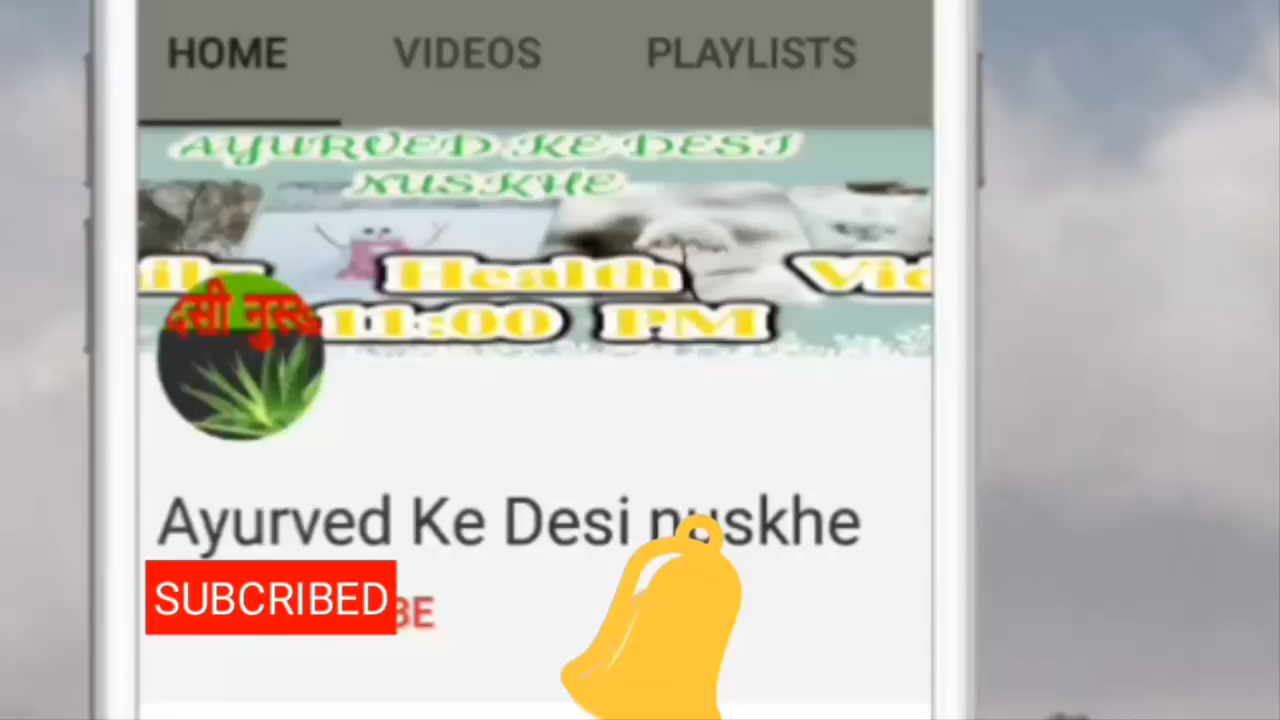 HOME VIDEOS PLAYLISTS
AYURVED KE DESI
NUSKHE
Health
11:00 PM
Ayurved Ke Desi nuskhe
SUBCRIBED